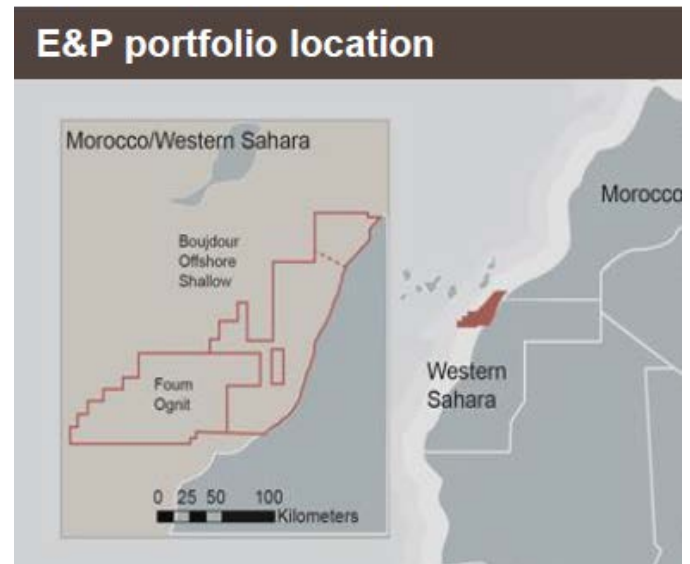 E&P portfolio location
Morocco/Western Sahara
Boujdour
Offshore
Shallow
Foum
Ognit
0 25 50 100
Kilometers
Morocco
Western
Sahara